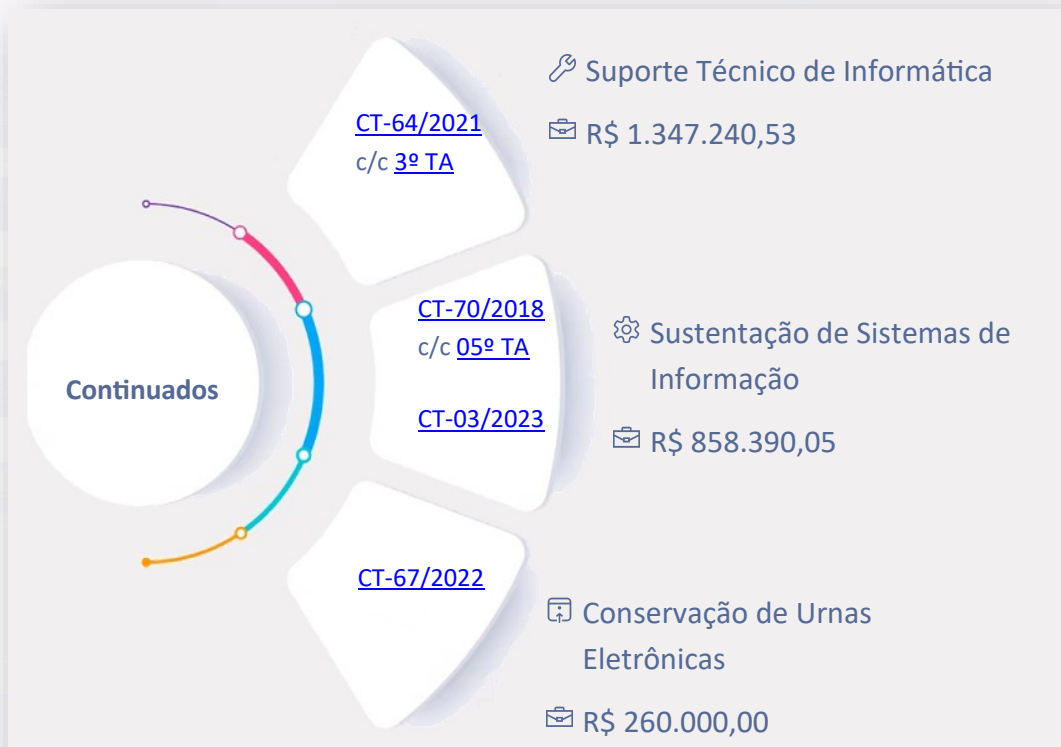 Continuados
CT-64/2021
c/c 3º TA
Suporte Técnico de Informática
R$ 1.347.240,53
CT-70/2018
c/c 05º TA
CT-03/2023
Sustentação de Sistemas de
Informação
R$ 858.390,05
CT-67/2022
Conservação de Urnas
Eletrônicas
R$ 260.000,00